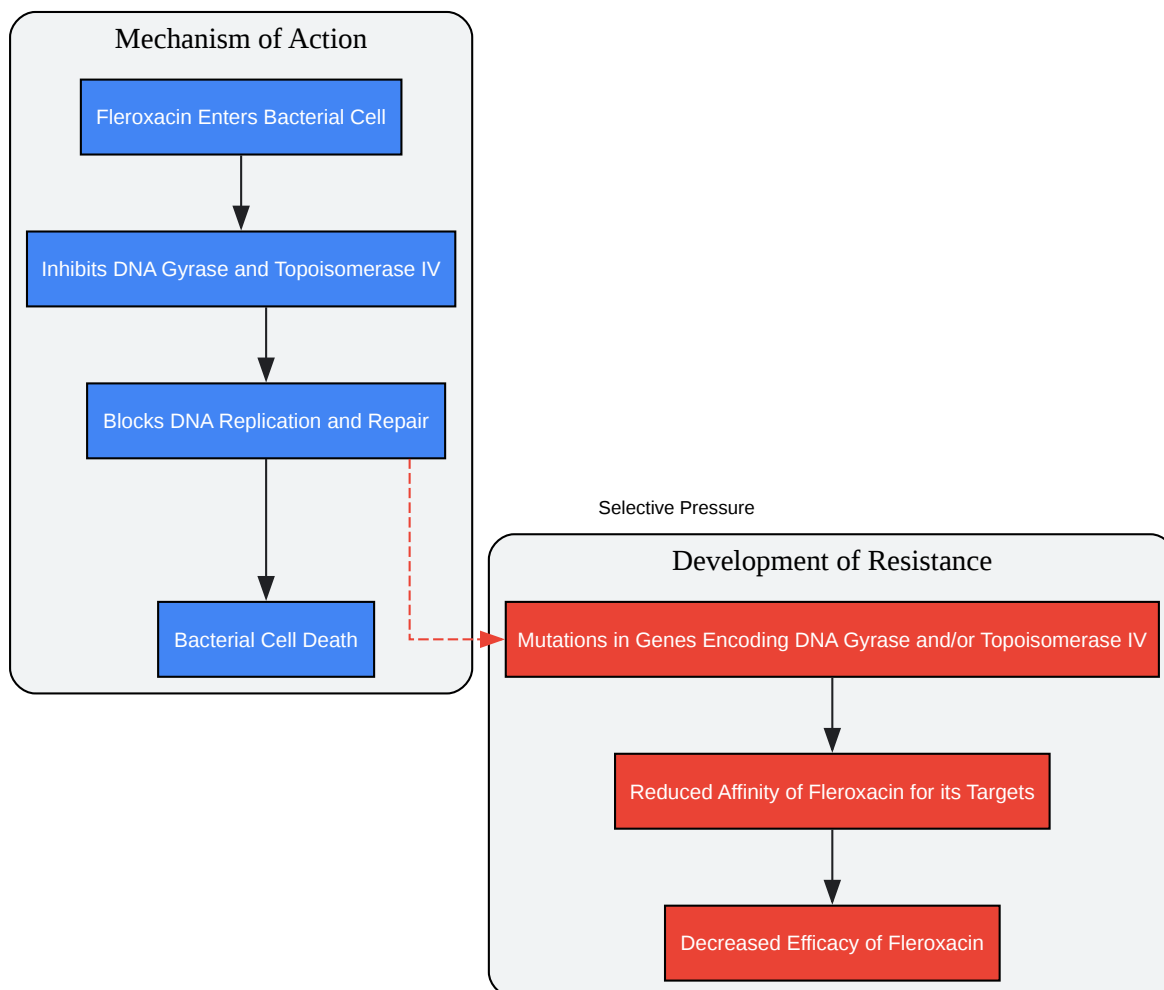 Mechanism of Action
Fleroxacin Enters Bacterial Cell
Inhibits DNA Gyrase and Topoisomerase IV
Blocks DNA Replication and Repair
Bacterial Cell Death
Selective Pressure
Development of Resistance
Mutations in Genes Encoding DNA Gyrase and/or Topoisomerase IV
Reduced Affinity of Fleroxacin for its Targets
Decreased Efficacy of Fleroxacin